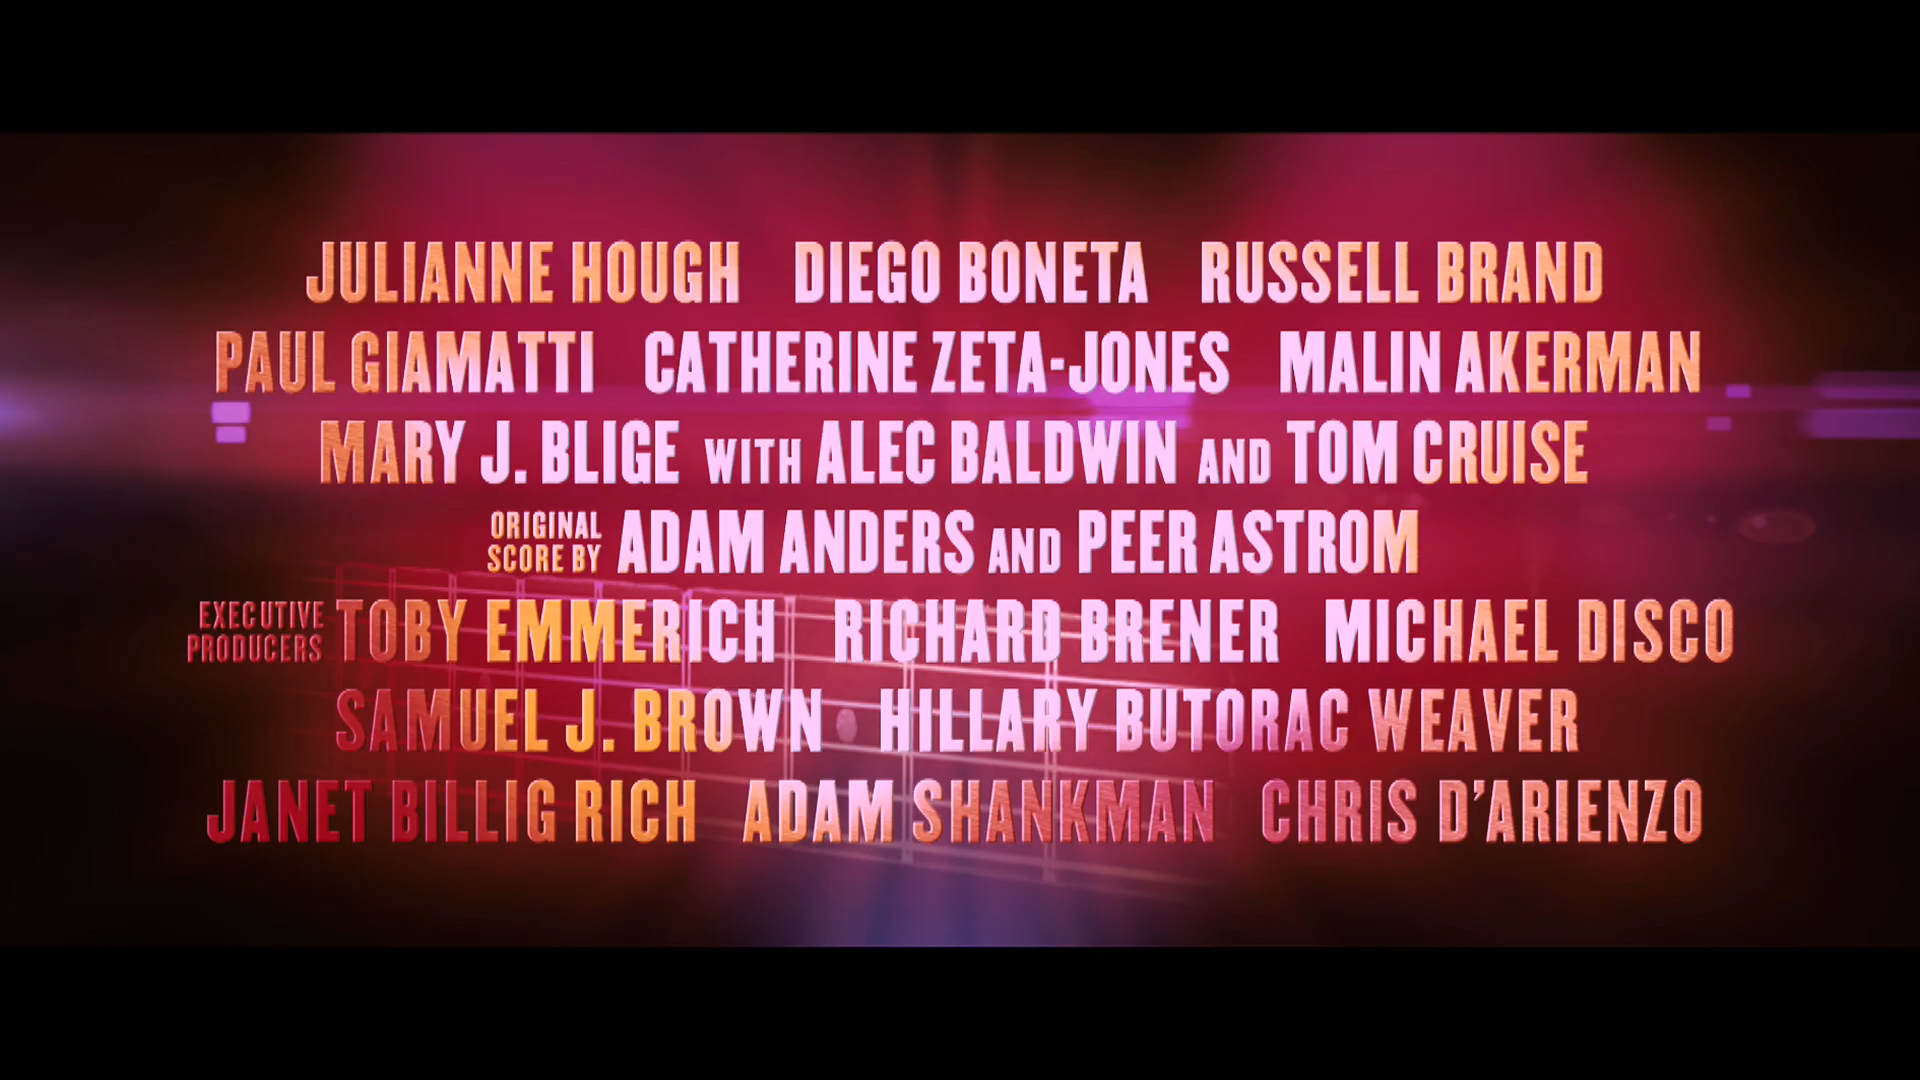 JULIANNE HOUGH DIEGO BONETA RUSSELL BRAND
PAUL GIAMATTI CATHERINE ZETA-JONES MALIN AKERMAN
MARY J. BLIGE WITH ALEC BALDWIN AND TOM CRUISE
ORIGINAL SCORE BY ADAM ANDERS AND PEER ASTROM
EXECUTIVE PRODUCERS TOBY EMMERICH RICHARD BRENER MICHAEL DISCO
SAMUEL J. BROWN HILLARY BUTORAC WEAVER
JANET BILLIG RICH ADAM SHANKMAN CHRIS D'ARIENZO